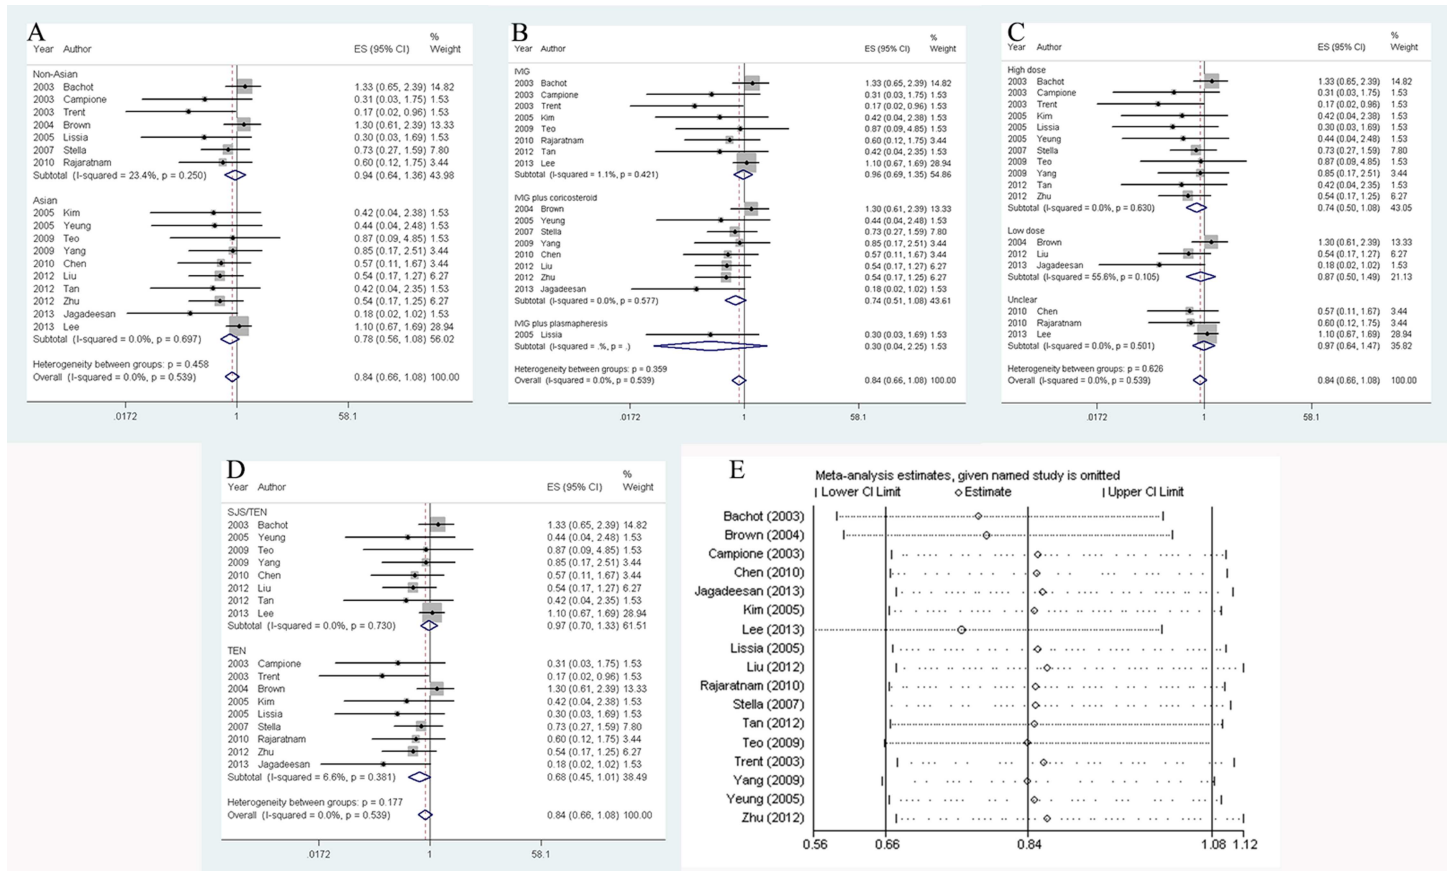 A
%
Year Author ES (95% CI) Weight
Non-Asian
2003 Bachot 1.33 (0.65, 2.39) 14.82
2003 Campione 0.31 (0.03, 1.75) 1.53
2003 Trent 0.17 (0.02, 0.96) 1.53
2004 Brown 1.30 (0.61, 2.39) 13.33
2005 Lissia 0.30 (0.03, 1.69) 1.53
2007 Stella 0.73 (0.27, 1.59) 7.80
2010 Rajaratnam 0.60 (0.12, 1.75) 3.44
Subtotal (I-squared = 23.4%, p = 0.250) 0.94 (0.64, 1.36) 43.98
Asian
2005 Kim 0.42 (0.04, 2.38) 1.53
2005 Yeung 0.44 (0.04, 2.48) 1.53
2009 Teo 0.87 (0.09, 4.85) 1.53
2009 Yang 0.85 (0.17, 2.51) 3.44
2010 Chen 0.57 (0.11, 1.67) 3.44
2012 Liu 0.54 (0.17, 1.27) 6.27
2012 Tan 0.42 (0.04, 2.35) 1.53
2012 Zhu 0.54 (0.17, 1.25) 6.27
2013 Jagadeesan 0.18 (0.02, 1.02) 1.53
2013 Lee 1.10 (0.67, 1.69) 28.94
Subtotal (I-squared = 0.0%, p = 0.697) 0.78 (0.56, 1.08) 56.02
Heterogeneity between groups: p = 0.458
Overall (I-squared = 0.0%, p = 0.539) 0.84 (0.66, 1.08) 100.00
.0172 1 58.1
B
%
Year Author ES (95% CI) Weight
IVIG
2003 Bachot 1.33 (0.65, 2.39) 14.82
2003 Campione 0.31 (0.03, 1.75) 1.53
2003 Trent 0.17 (0.02, 0.96) 1.53
2005 Kim 0.42 (0.04, 2.38) 1.53
2009 Teo 0.87 (0.09, 4.85) 1.53
2010 Rajaratnam 0.60 (0.12, 1.75) 3.44
2012 Tan 0.42 (0.04, 2.35) 1.53
2013 Lee 1.10 (0.67, 1.69) 28.94
Subtotal (I-squared = 1.1%, p = 0.421) 0.96 (0.69, 1.35) 54.86
IVIG plus coricosteroid
2004 Brown 1.30 (0.61, 2.39) 13.33
2005 Yeung 0.44 (0.04, 2.48) 1.53
2007 Stella 0.73 (0.27, 1.59) 7.80
2009 Yang 0.85 (0.17, 2.51) 3.44
2010 Chen 0.57 (0.11, 1.67) 3.44
2012 Liu 0.54 (0.17, 1.27) 6.27
2012 Zhu 0.54 (0.17, 1.25) 6.27
2013 Jagadeesan 0.18 (0.02, 1.02) 1.53
Subtotal (I-squared = 0.0%, p = 0.577) 0.74 (0.51, 1.08) 43.61
IVIG plus plasmapheresis
2005 Lissia 0.30 (0.03, 1.69) 1.53
Subtotal (I-squared = .%, p = .) 0.30 (0.04, 2.25) 1.53
Heterogeneity between groups: p = 0.359
Overall (I-squared = 0.0%, p = 0.539) 0.84 (0.66, 1.08) 100.00
.0172 1 58.1
C
%
Year Author ES (95% CI) Weight
High dose
2003 Bachot 1.33 (0.65, 2.39) 14.82
2003 Campione 0.31 (0.03, 1.75) 1.53
2003 Trent 0.17 (0.02, 0.96) 1.53
2005 Kim 0.42 (0.04, 2.38) 1.53
2005 Lissia 0.30 (0.03, 1.69) 1.53
2005 Yeung 0.44 (0.04, 2.48) 1.53
2007 Stella 0.73 (0.27, 1.59) 7.80
2009 Teo 0.87 (0.09, 4.85) 1.53
2009 Yang 0.85 (0.17, 2.51) 3.44
2012 Tan 0.42 (0.04, 2.35) 1.53
2012 Zhu 0.54 (0.17, 1.25) 6.27
Subtotal (I-squared = 0.0%, p = 0.630) 0.74 (0.50, 1.08) 43.05
Low dose
2004 Brown 1.30 (0.61, 2.39) 13.33
2012 Liu 0.54 (0.17, 1.27) 6.27
2013 Jagadeesan 0.18 (0.02, 1.02) 1.53
Subtotal (I-squared = 55.6%, p = 0.105) 0.87 (0.50, 1.49) 21.13
Unclear
2010 Chen 0.57 (0.11, 1.67) 3.44
2010 Rajaratnam 0.60 (0.12, 1.75) 3.44
2013 Lee 1.10 (0.67, 1.69) 28.94
Subtotal (I-squared = 0.0%, p = 0.501) 0.97 (0.64, 1.47) 35.82
Heterogeneity between groups: p = 0.626
Overall (I-squared = 0.0%, p = 0.539) 0.84 (0.66, 1.08) 100.00
.0172 1 58.1
D
%
Year Author ES (95% CI) Weight
SJS/TEN
2003 Bachot 1.33 (0.65, 2.39) 14.82
2005 Yeung 0.44 (0.04, 2.48) 1.53
2009 Teo 0.87 (0.09, 4.85) 1.53
2009 Yang 0.85 (0.17, 2.51) 3.44
2010 Chen 0.57 (0.11, 1.67) 3.44
2012 Liu 0.54 (0.17, 1.27) 6.27
2012 Tan 0.42 (0.04, 2.35) 1.53
2013 Lee 1.10 (0.67, 1.69) 28.94
Subtotal (I-squared = 0.0%, p = 0.730) 0.97 (0.70, 1.33) 61.51
TEN
2003 Campione 0.31 (0.03, 1.75) 1.53
2003 Trent 0.17 (0.02, 0.96) 1.53
2004 Brown 1.30 (0.61, 2.39) 13.33
2005 Kim 0.42 (0.04, 2.38) 1.53
2005 Lissia 0.30 (0.03, 1.69) 1.53
2007 Stella 0.73 (0.27, 1.59) 7.80
2010 Rajaratnam 0.60 (0.12, 1.75) 3.44
2012 Zhu 0.54 (0.17, 1.25) 6.27
2013 Jagadeesan 0.18 (0.02, 1.02) 1.53
Subtotal (I-squared = 6.6%, p = 0.381) 0.68 (0.45, 1.01) 38.49
Heterogeneity between groups: p = 0.177
Overall (I-squared = 0.0%, p = 0.539) 0.84 (0.66, 1.08) 100.00
.0172 1 58.1
E
Meta-analysis estimates, given named study is omitted
Lower CI Limit Estimate Upper CI Limit
Bachot (2003)
Brown (2004)
Campione (2003)
Chen (2010)
Jagadeesan (2013)
Kim (2005)
Lee (2013)
Lissia (2005)
Liu (2012)
Rajaratnam (2010)
Stella (2007)
Tan (2012)
Teo (2009)
Trent (2003)
Yang (2009)
Yeung (2005)
Zhu (2012)
0.56 0.66 0.84 1.08 1.12